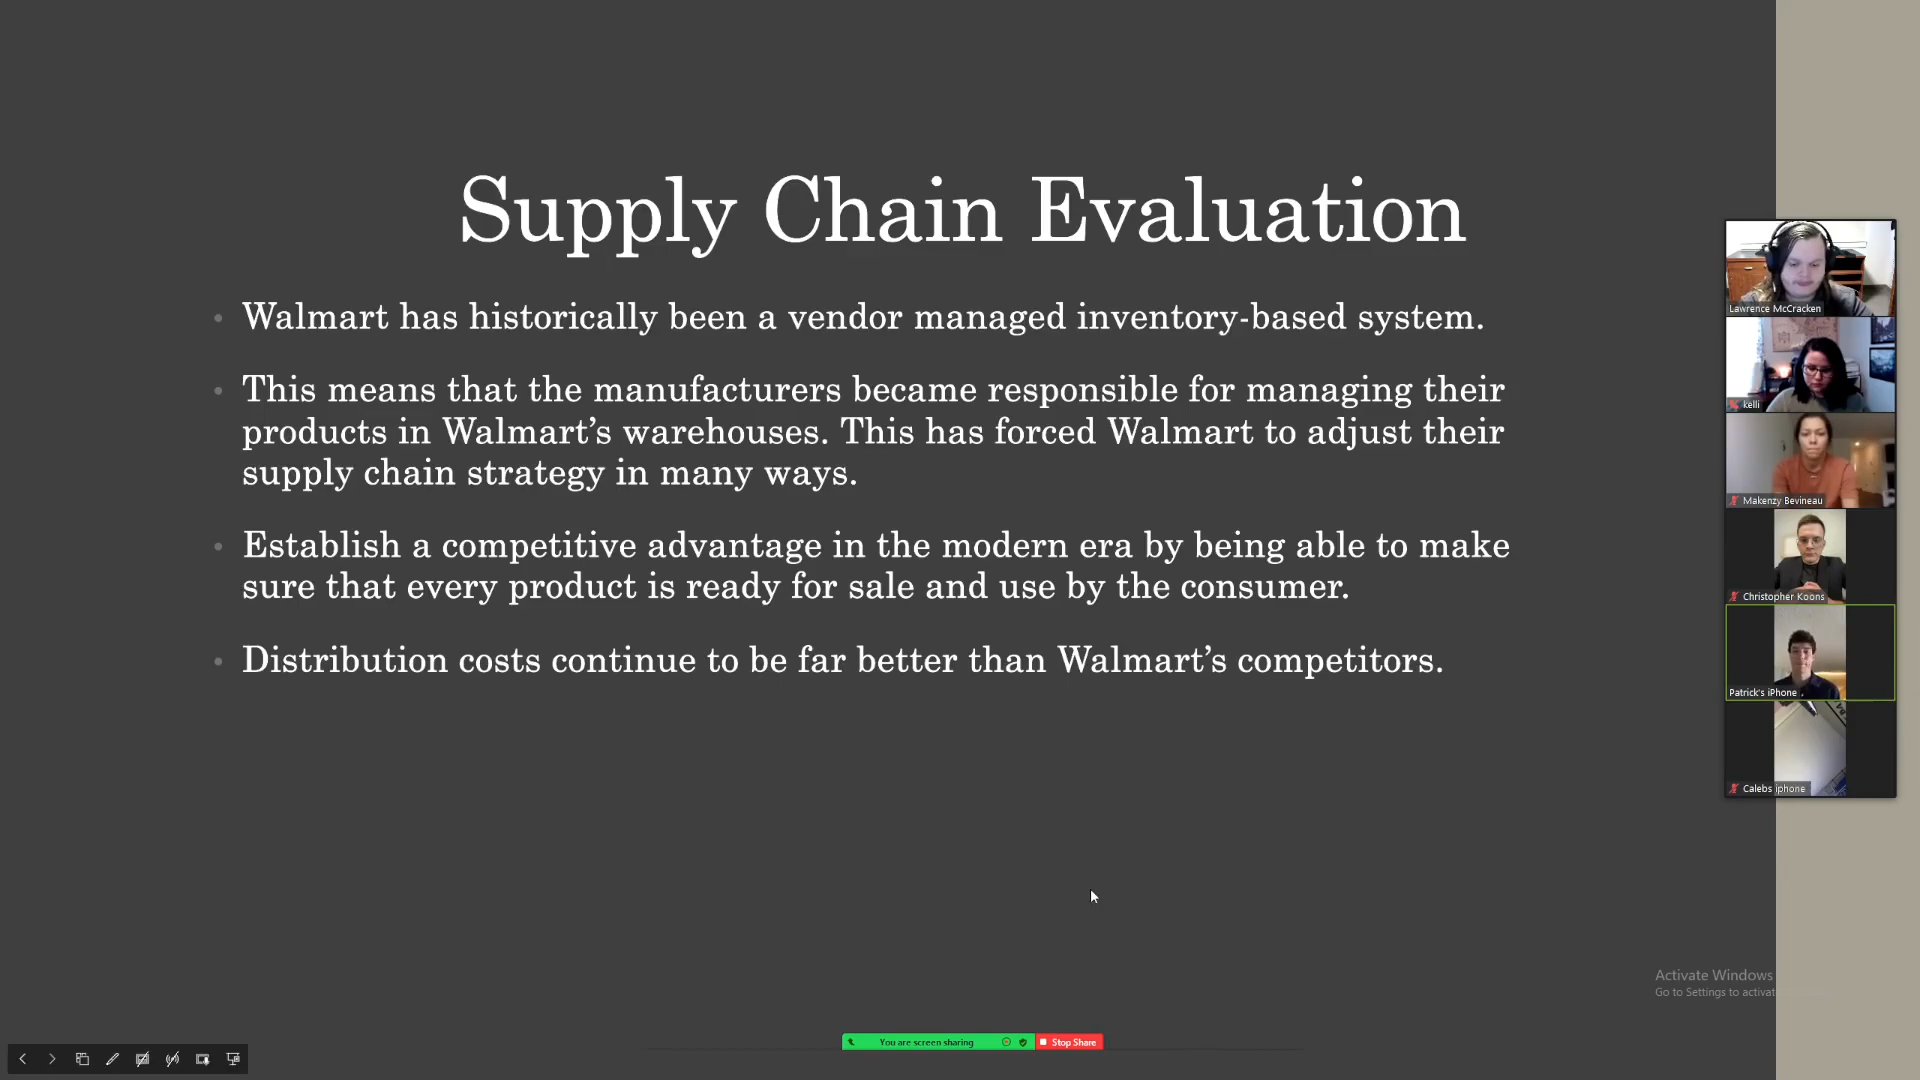 Supply Chain Evaluation
• Walmart has historically been a vendor managed inventory-based system.
• This means that the manufacturers became responsible for managing their
products in Walmart’s warehouses. This has forced Walmart to adjust their
supply chain strategy in many ways.
• Establish a competitive advantage in the modern era by being able to make
sure that every product is ready for sale and use by the consumer.
• Distribution costs continue to be far better than Walmart’s competitors.
Lawrence McCracken
kelli
Makenzy Bevineau
Christopher Koons
Patrick's iPhone
Calebs iphone
Activate Windows
Go to Settings to activat
You are screen sharing
Stop Share